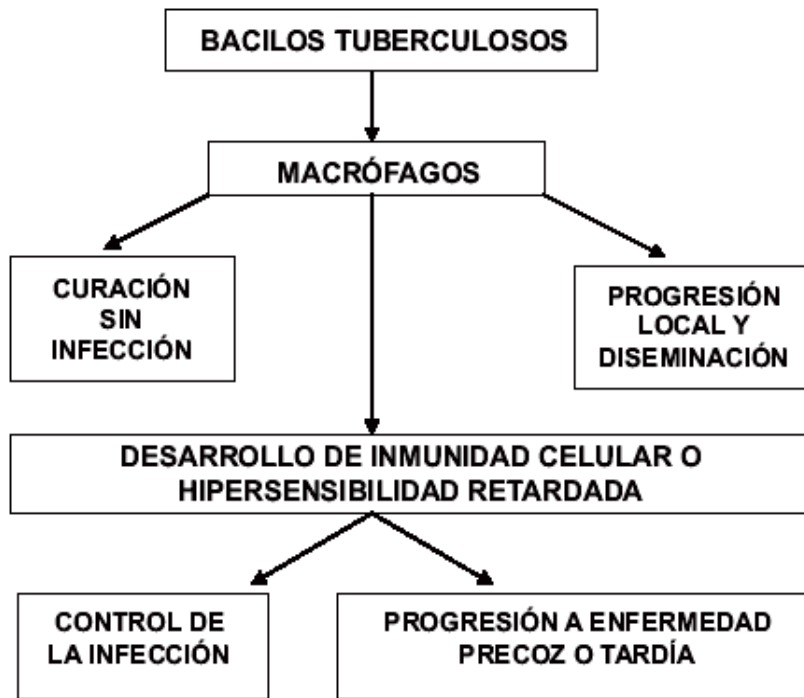 BACILOS TUBERCULOSOS
MACRÓFAGOS
CURACIÓN
SIN
INFECCIÓN
PROGRESIÓN
LOCAL Y
DISEMINACIÓN
DESARROLLO DE INMUNIDAD CELULAR O
HIPERSENSIBILIDAD RETARDADA
CONTROL DE
LA INFECCIÓN
PROGRESIÓN A ENFERMEDAD
PRECOZ O TARDÍA